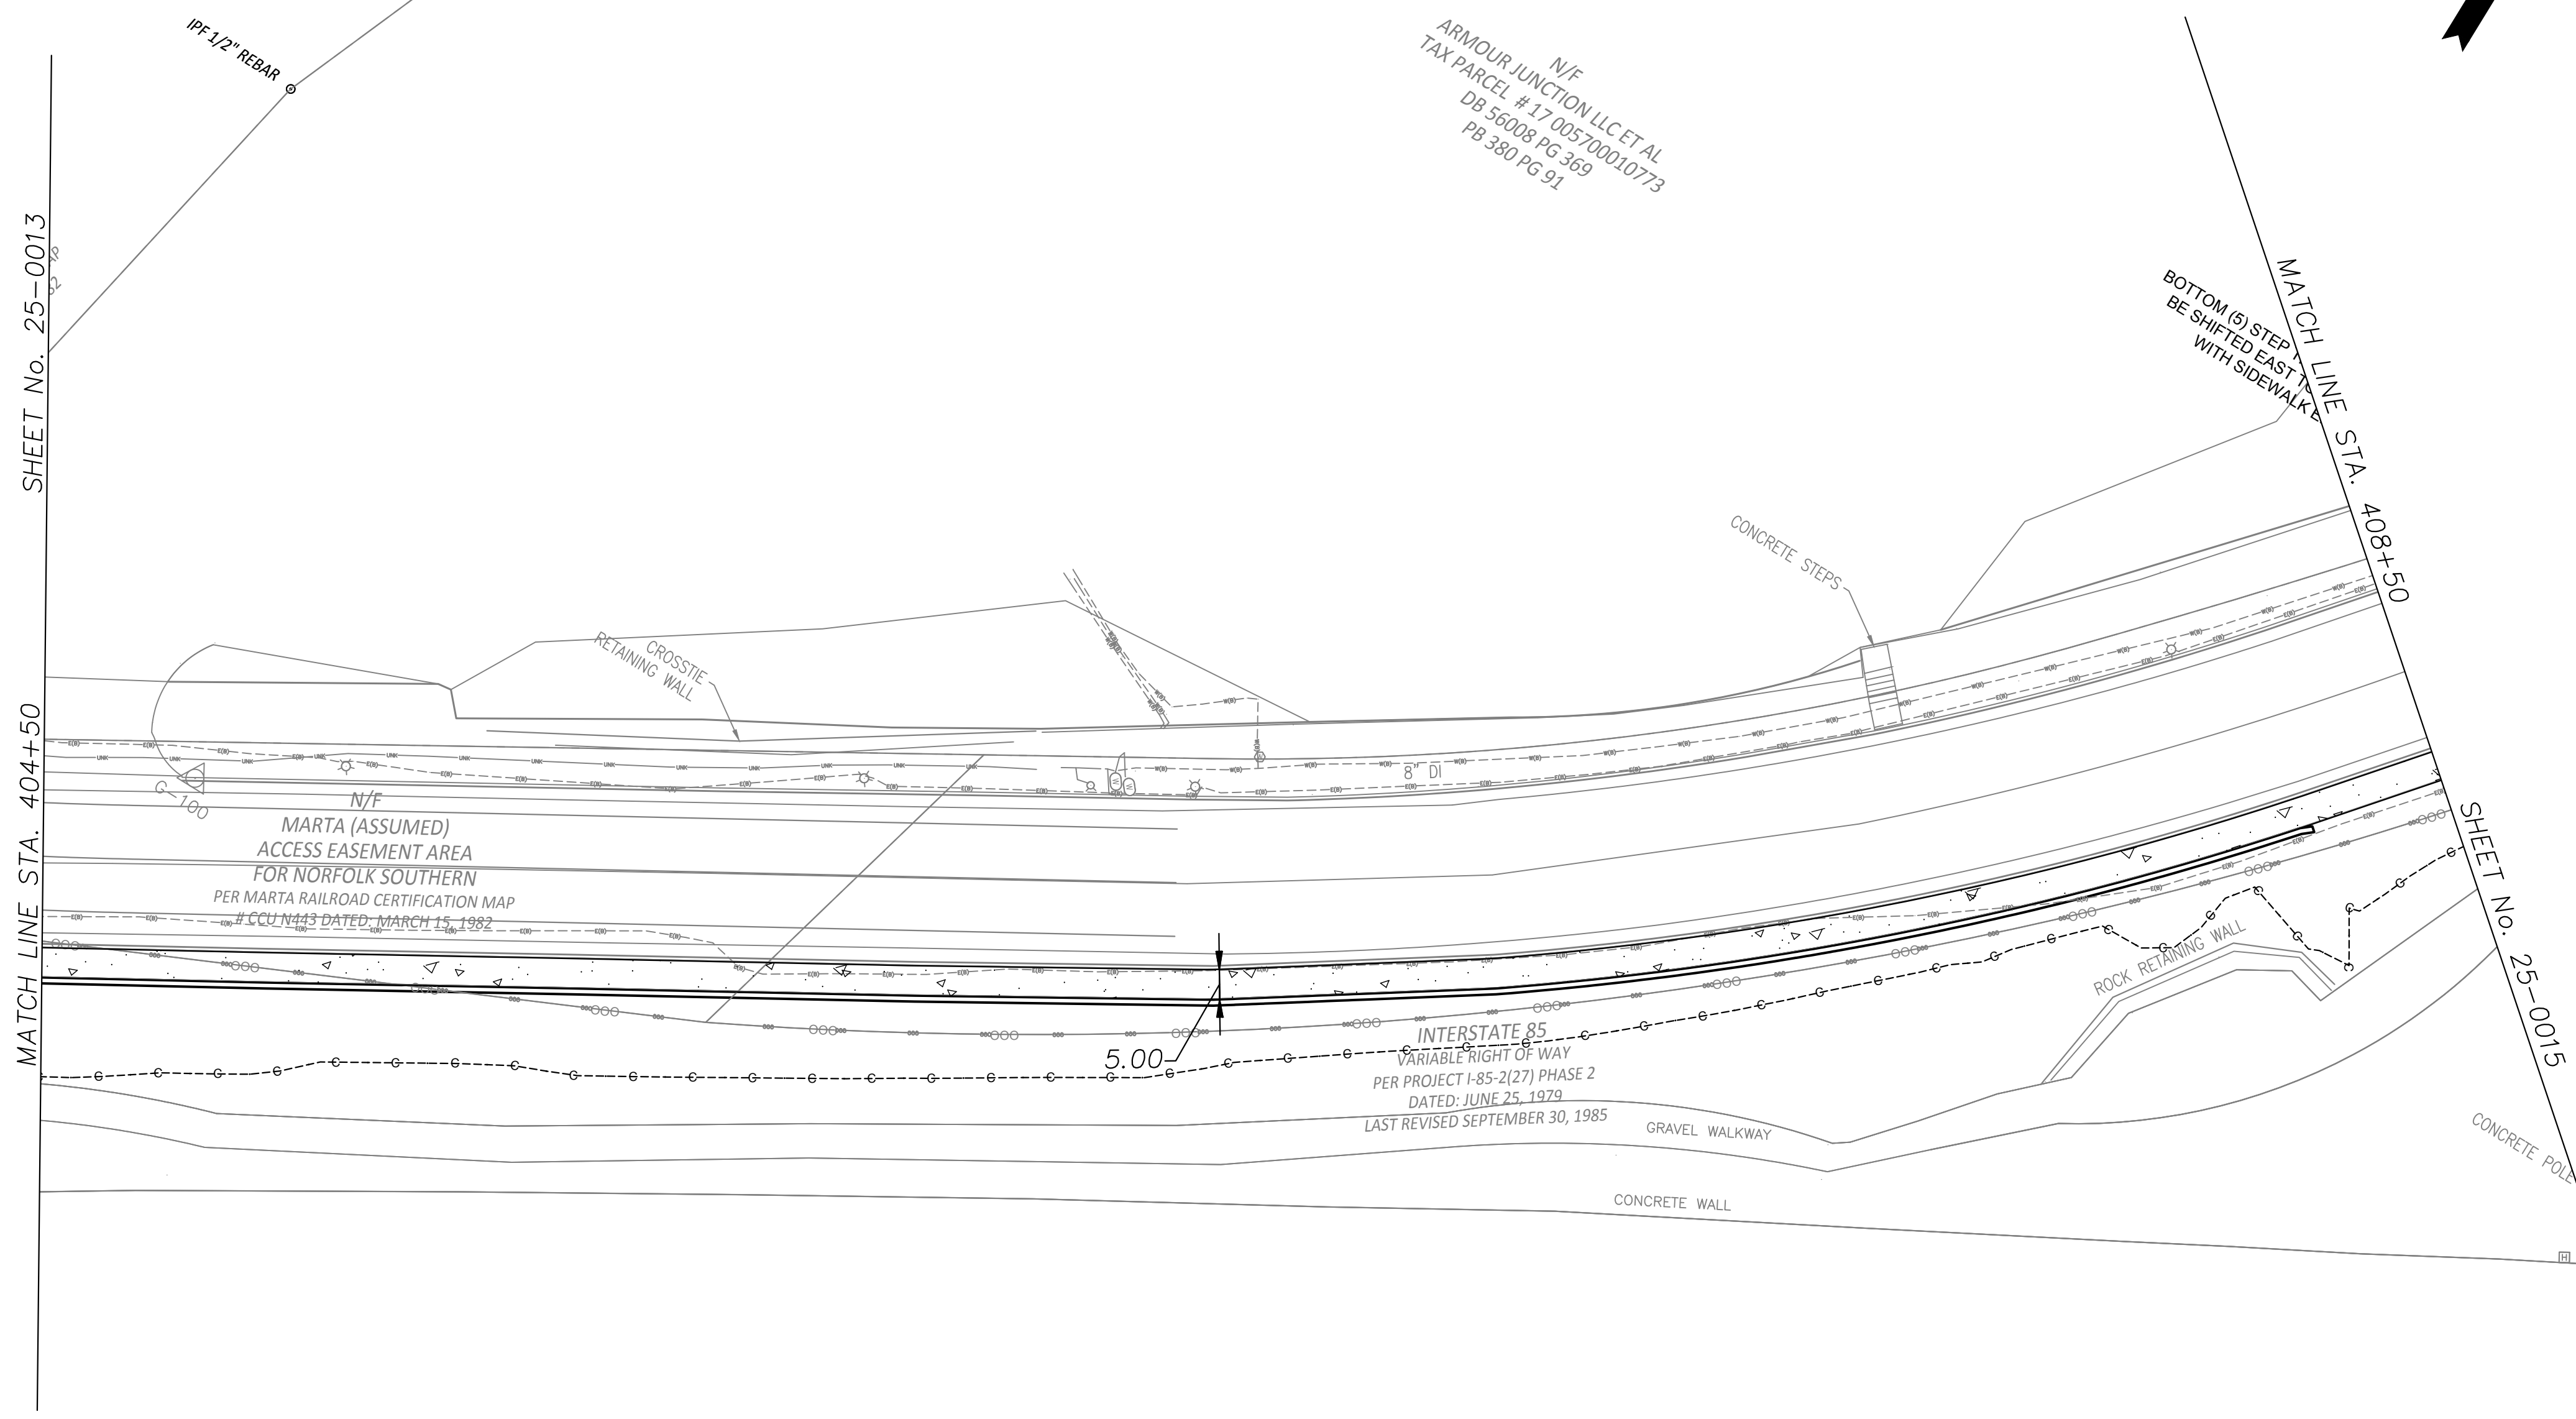 IPF 1/2" REBAR
N/F
ARMOUR JUNCTION LLC ET AL
TAX PARCEL # 17 005700010773
DB 56008 PG 369
PB 380 PG 91
SHEET No. 25-0013
MATCH LINE STA. 404+50
BOTTOM (5) STEP
BE SHIFTED EAST TO
WITH SIDEWALK
MATCH LINE STA. 408+50
SHEET No. 25-0015
CONCRETE STEPS
CROSSTIE
RETAINING WALL
8" DI
G-100
N/F
MARTA (ASSUMED)
ACCESS EASEMENT AREA
FOR NORFOLK SOUTHERN
PER MARTA RAILROAD CERTIFICATION MAP
# CCU N443 DATED: MARCH 15, 1982
5.00
INTERSTATE 85
VARIABLE RIGHT OF WAY
PER PROJECT I-85-2(27) PHASE 2
DATED: JUNE 25, 1979
LAST REVISED SEPTEMBER 30, 1985
ROCK RETAINING WALL
GRAVEL WALKWAY
CONCRETE WALL
CONCRETE POLE
H